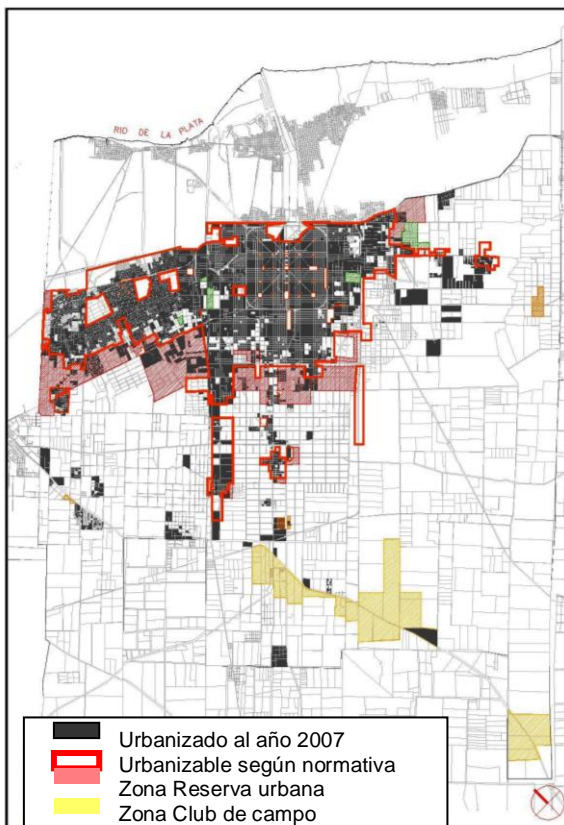 RIO DE LA PLATA
Urbanizado al año 2007
Urbanizable según normativa
Zona Reserva urbana
Zona Club de campo